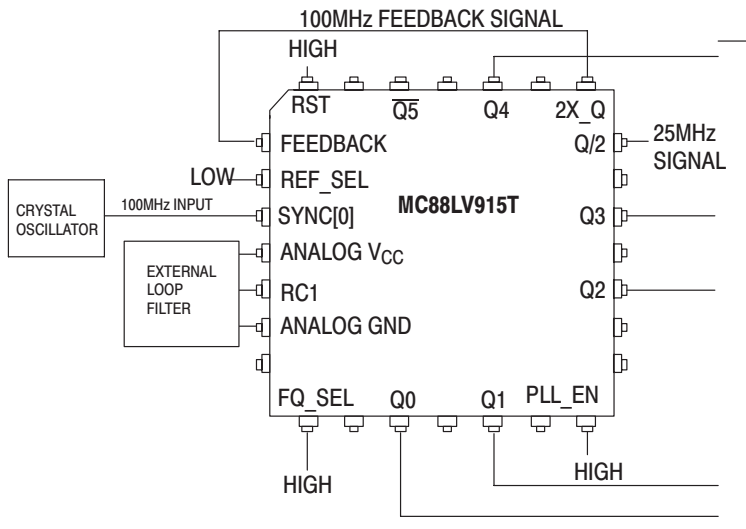 100MHz FEEDBACK SIGNAL
HIGH
RST
Q5
Q4
2X_Q
FEEDBACK
Q/2
25MHz
SIGNAL
LOW
REF_SEL
MC88LV915T
CRYSTAL
OSCILLATOR
100MHz INPUT
SYNC[0]
Q3
ANALOG VCC
EXTERNAL
LOOP
FILTER
RC1
Q2
ANALOG GND
FQ_SEL
Q0
Q1
PLL_EN
HIGH
HIGH